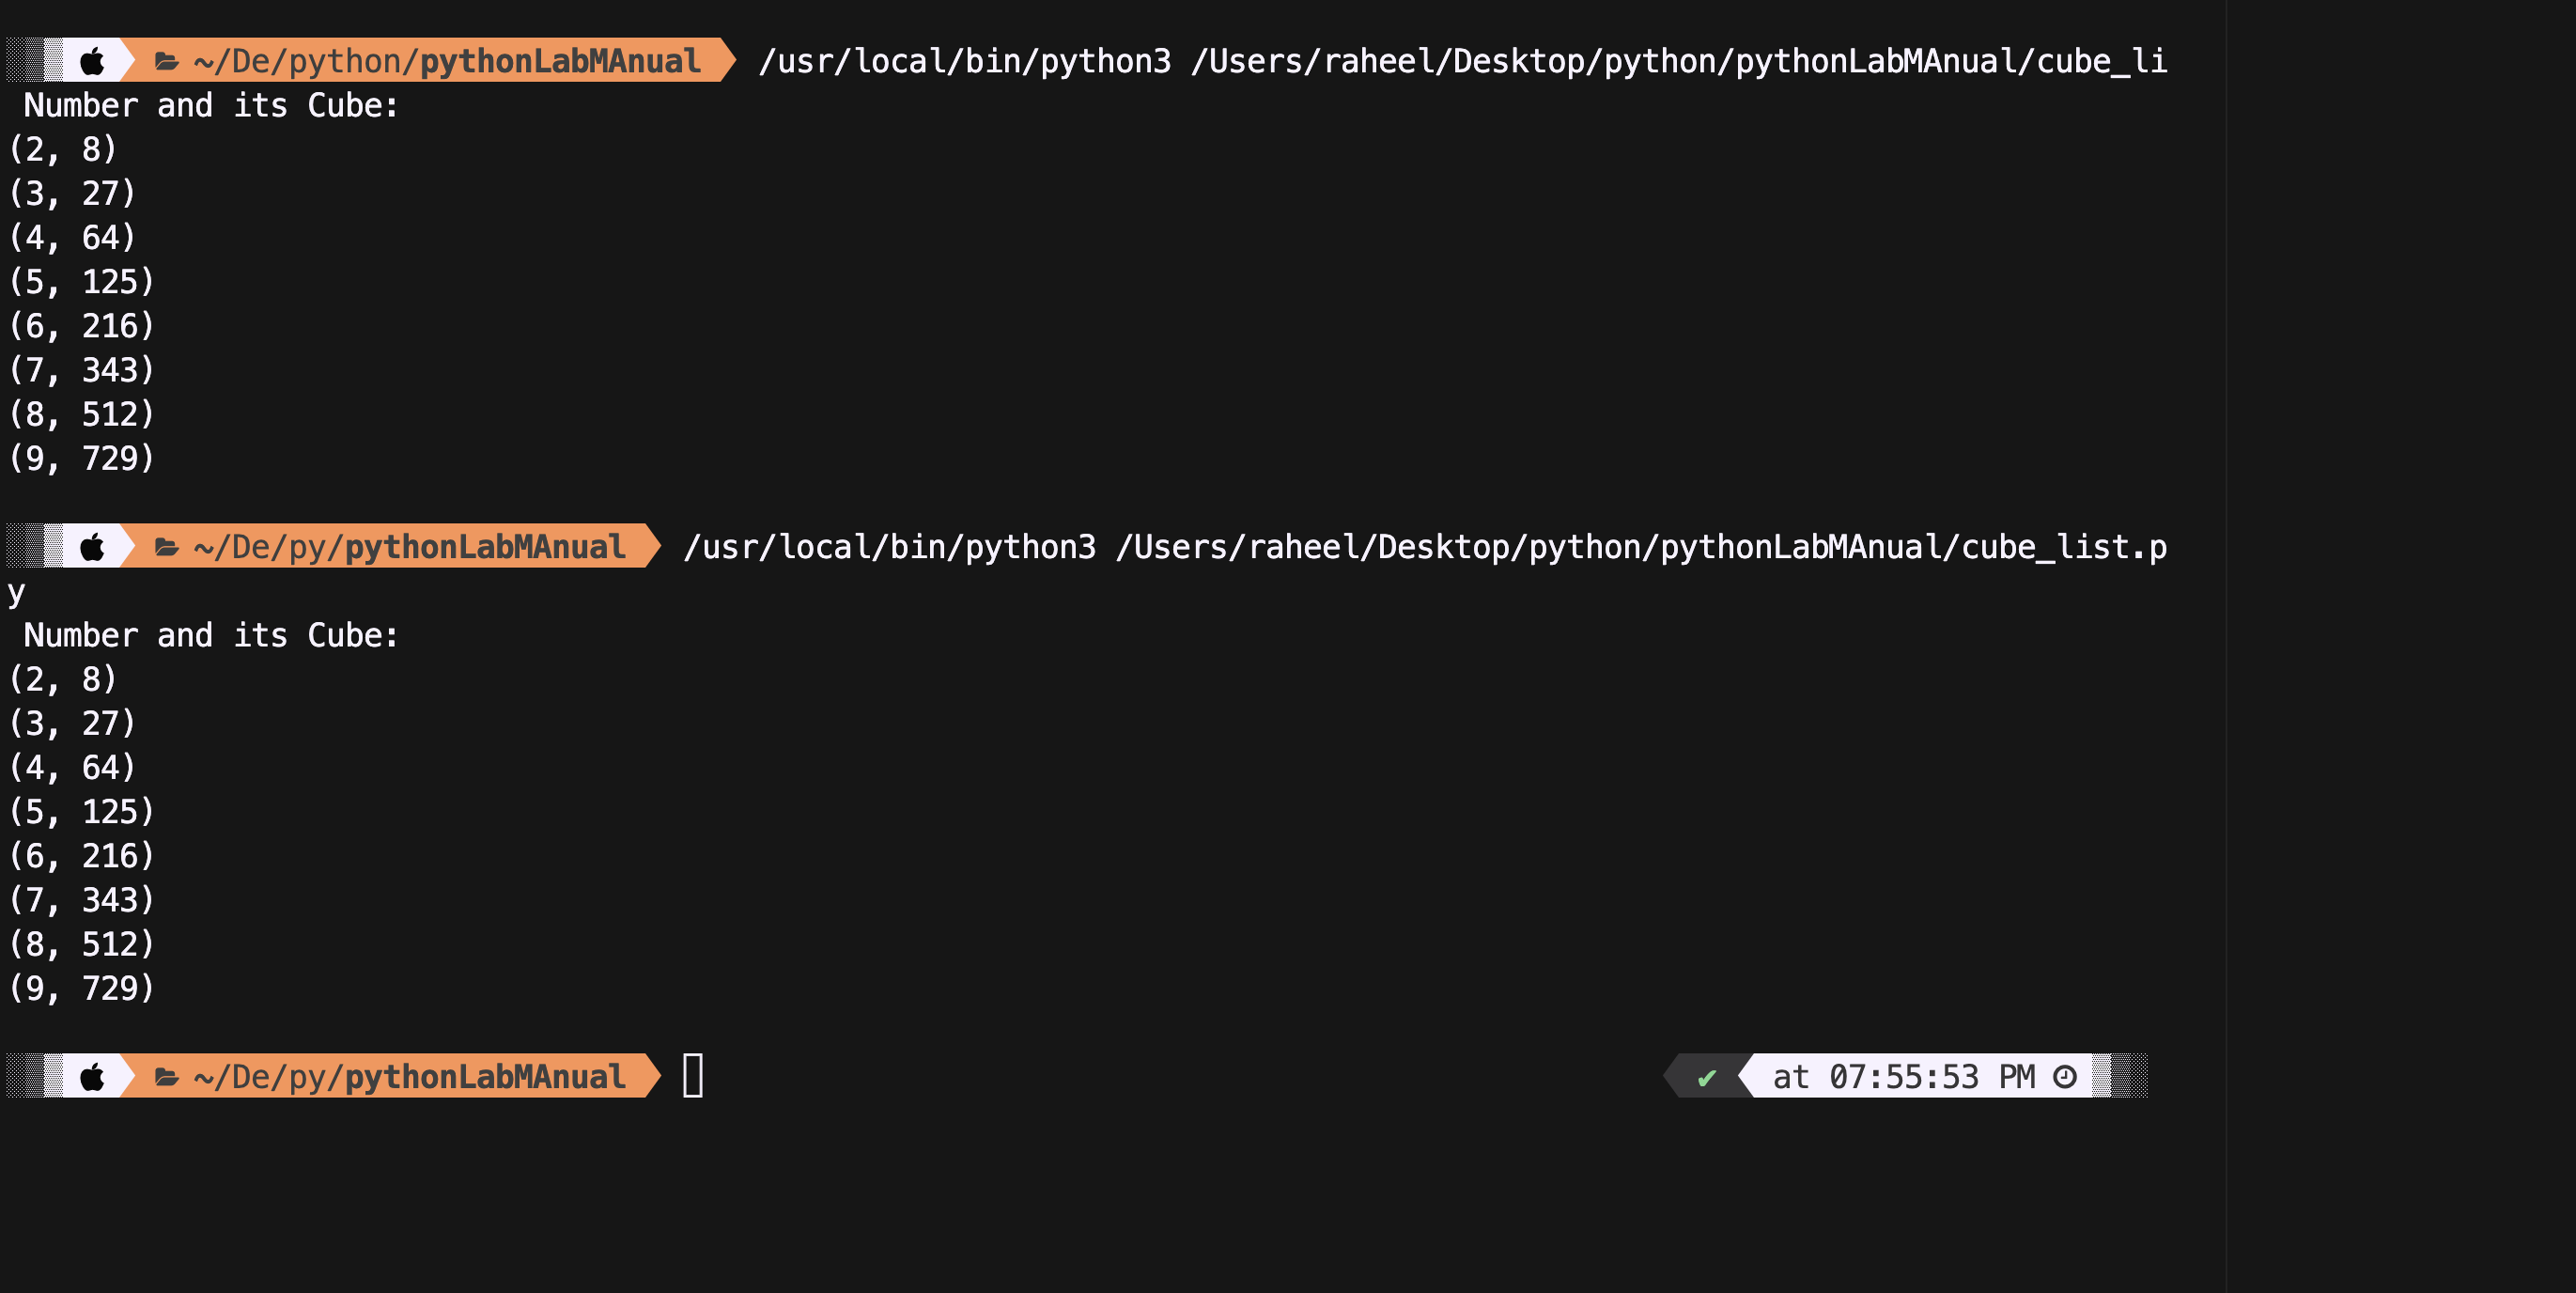 ~/De/python/pythonLabMAnual /usr/local/bin/python3 /Users/raheel/Desktop/python/pythonLabMAnual/cube_li
Number and its Cube:
(2, 8)
(3, 27)
(4, 64)
(5, 125)
(6, 216)
(7, 343)
(8, 512)
(9, 729)
~/De/py/pythonLabMAnual /usr/local/bin/python3 /Users/raheel/Desktop/python/pythonLabMAnual/cube_list.p
y
Number and its Cube:
(2, 8)
(3, 27)
(4, 64)
(5, 125)
(6, 216)
(7, 343)
(8, 512)
(9, 729)
~/De/py/pythonLabMAnual ✔ at 07:55:53 PM